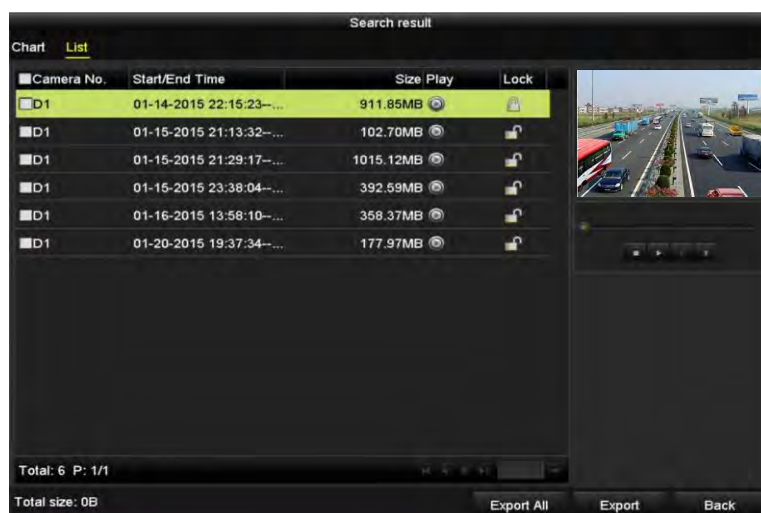 Search result
Chart List
Camera No. Start/End Time Size Play Lock
D1 01-14-2015 22:15:23--... 911.85MB
D1 01-15-2015 21:13:32--... 102.70MB
D1 01-15-2015 21:29:17--... 1015.12MB
D1 01-15-2015 23:38:04--... 392.59MB
D1 01-16-2015 13:58:10--... 358.37MB
D1 01-20-2015 19:37:34--... 177.97MB
Total: 6 P: 1/1
Total size: 0B Export All Export Back